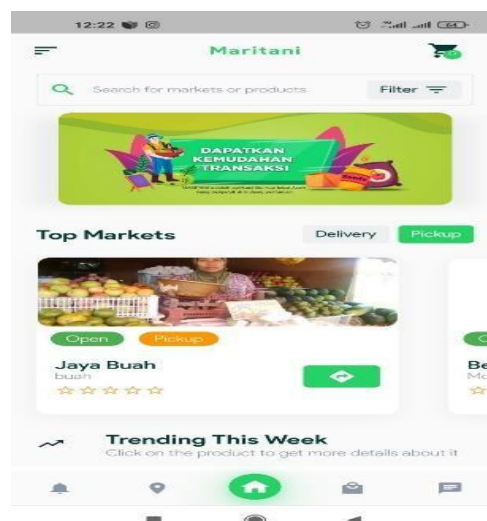 12:22
64
Maritani
Search for markets or products
Filter
DAPATKAN
KEMUDAHAN
TRANSAKSI
Top Markets
Delivery
Pickup
Open
Pickup
Jaya Buah
buah
Be
Trending This Week
Click on the product to get more details about it